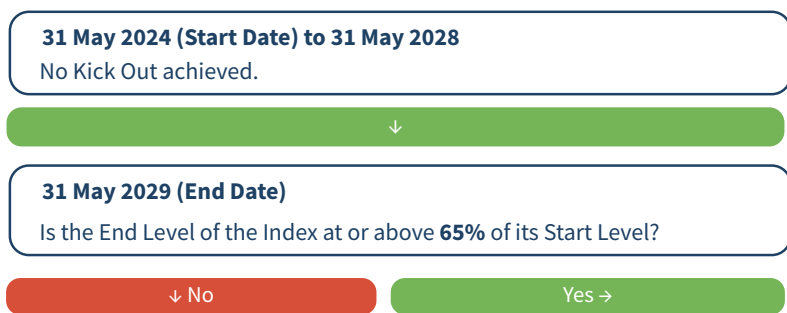 31 May 2024 (Start Date) to 31 May 2028
No Kick Out achieved.
↓
31 May 2029 (End Date)
Is the End Level of the Index at or above 65% of its Start Level?
↓ No
Yes →